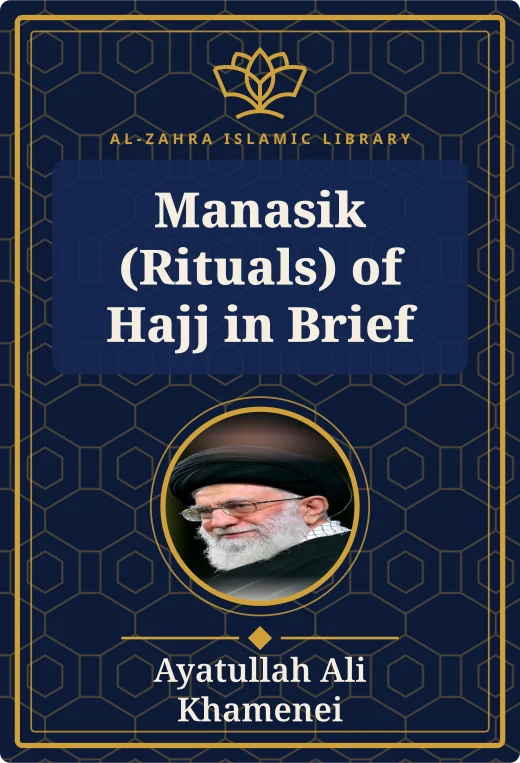 AL-ZAHRA ISLAMIC LIBRARY
Manasik
(Rituals) of
Hajj in Brief
Ayatullah Ali
Khamenei